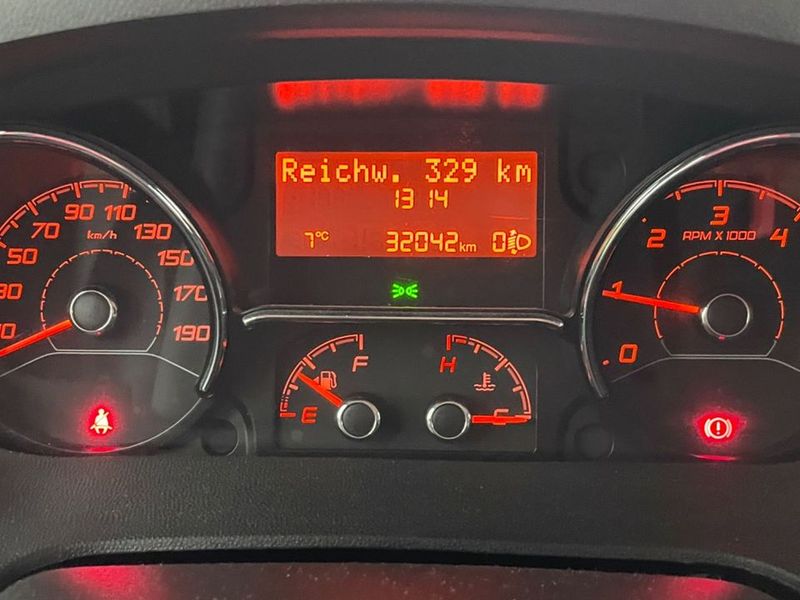 Reichw. 329 km
13 14
7°C 32042 km 0
50 70 90 110 130 150 170 190
30
km/h
0 1 2 3 4
RPM X 1000
E F
H C